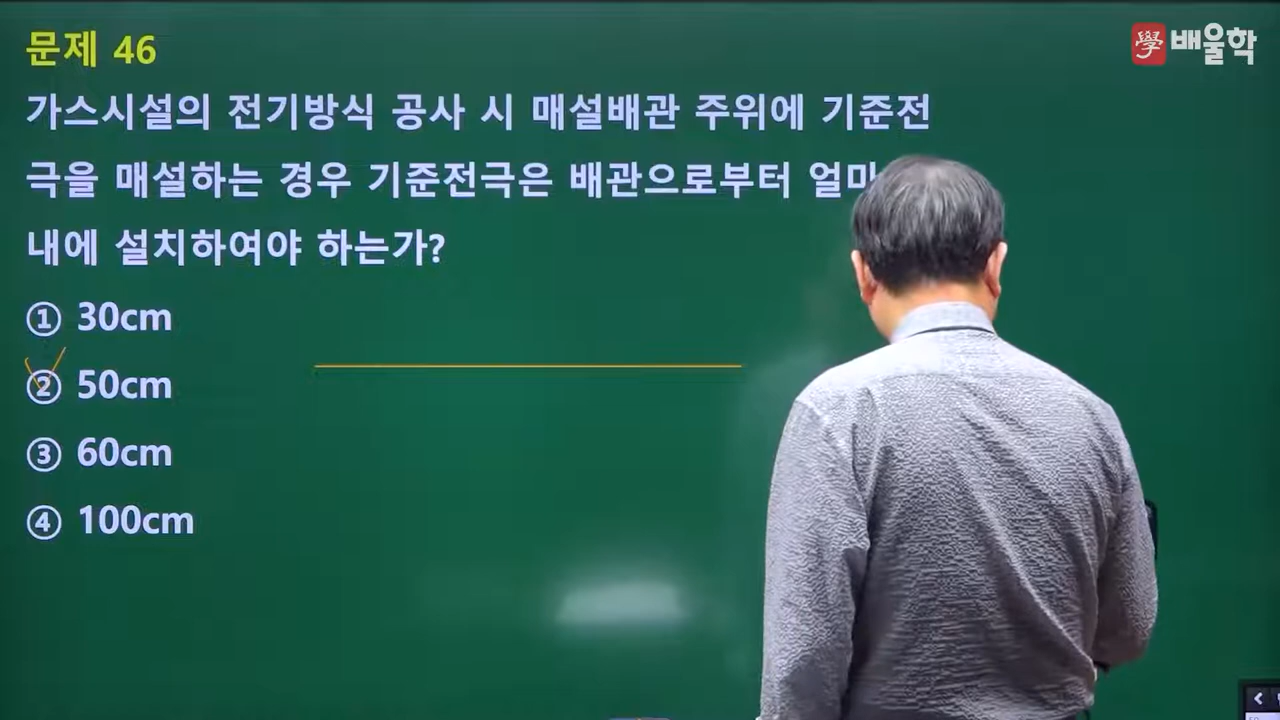 문제 46
學 배울학
가스시설의 전기방식 공사 시 매설배관 주위에 기준전
극을 매설하는 경우 기준전극은 배관으로부터
내에 설치하여야 하는가?
① 30cm
② 50cm
③ 60cm
④ 100cm